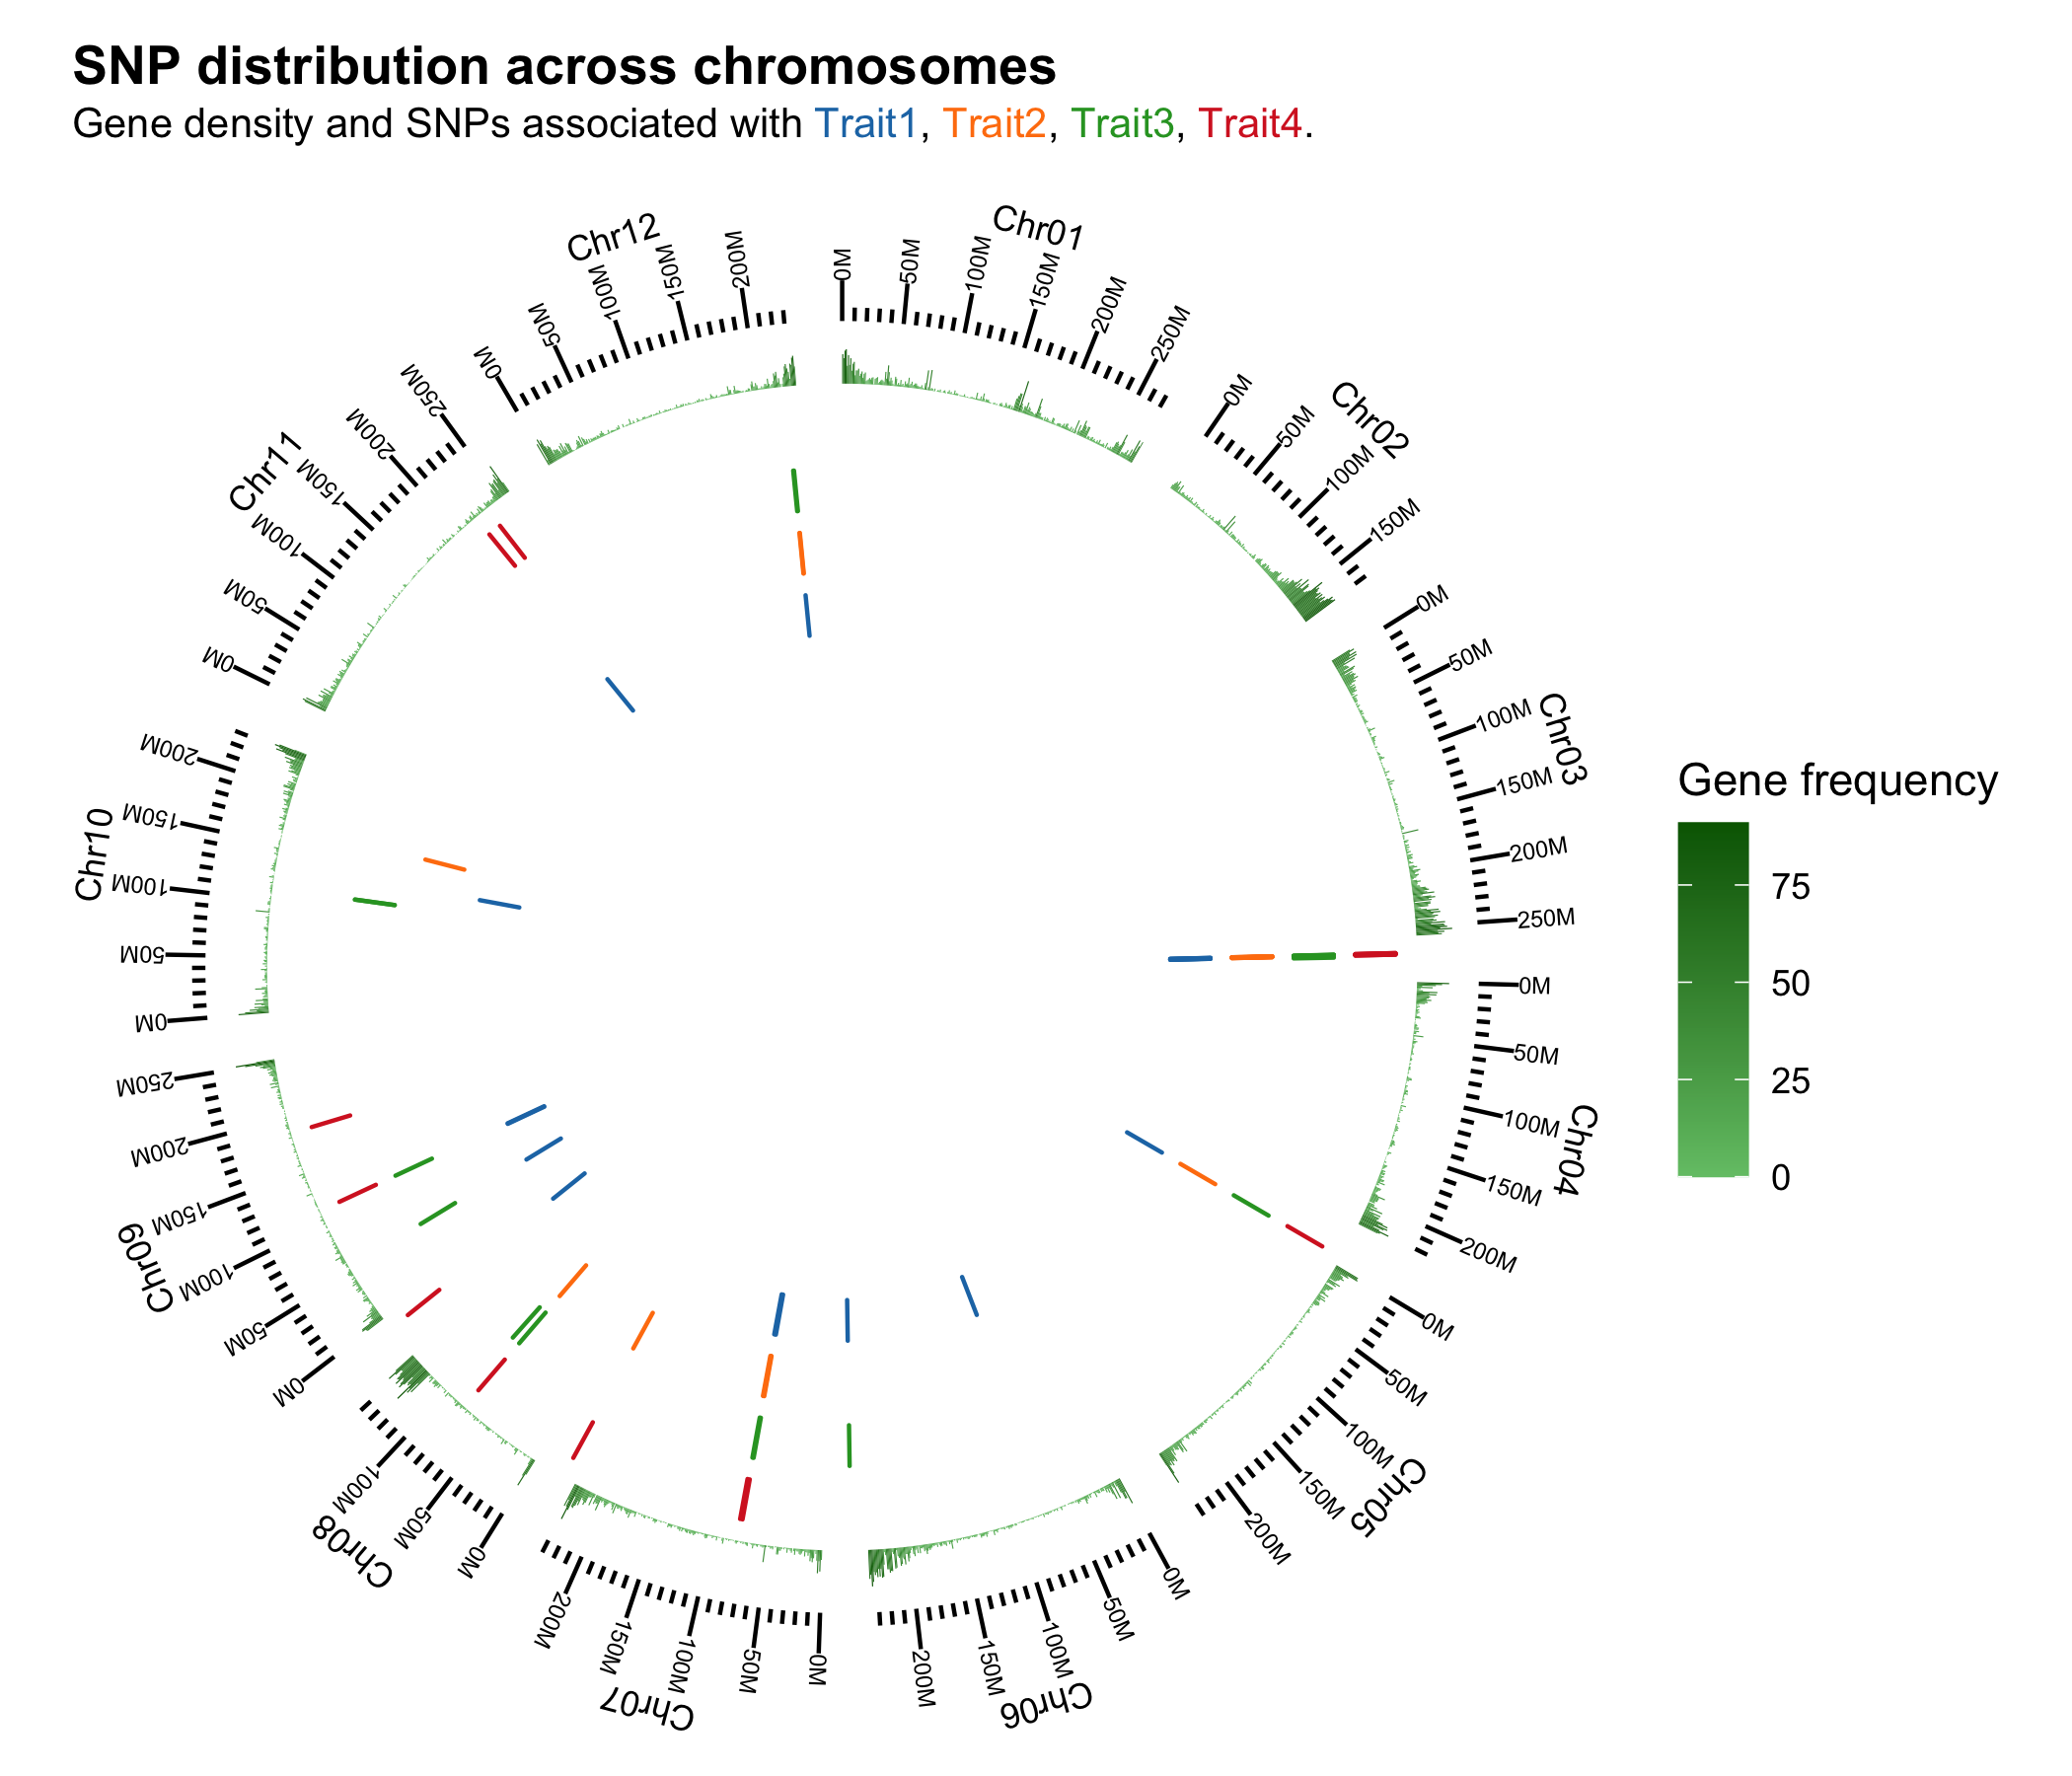 SNP distribution across chromosomes
Gene density and SNPs associated with Trait1, Trait2, Trait3, Trait4.
Chr01
0M
50M
100M
150M
200M
250M
Chr02
0M
50M
100M
150M
Chr03
0M
50M
100M
150M
200M
250M
Chr04
0M
50M
100M
150M
200M
Chr05
0M
50M
100M
150M
200M
Chr06
0M
50M
100M
150M
200M
Chr07
0M
50M
100M
150M
200M
Chr08
0M
50M
100M
Chr09
0M
50M
100M
150M
200M
250M
Chr10
0M
50M
100M
150M
200M
Chr11
0M
50M
100M
150M
200M
250M
Chr12
0M
50M
100M
150M
200M
Gene frequency
75
50
25
0